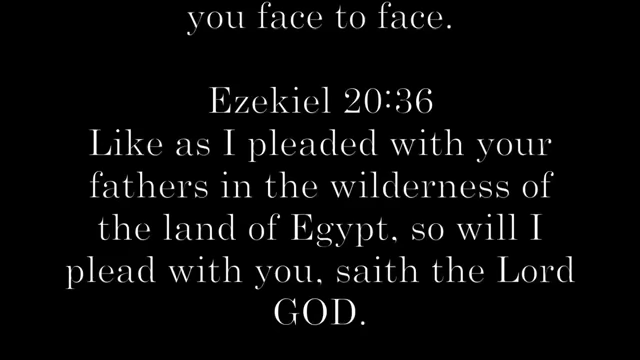 you face to face.
Ezekiel 20:36
Like as I pleaded with your
fathers in the wilderness of
the land of Egypt, so will I
plead with you, saith the Lord
GOD.